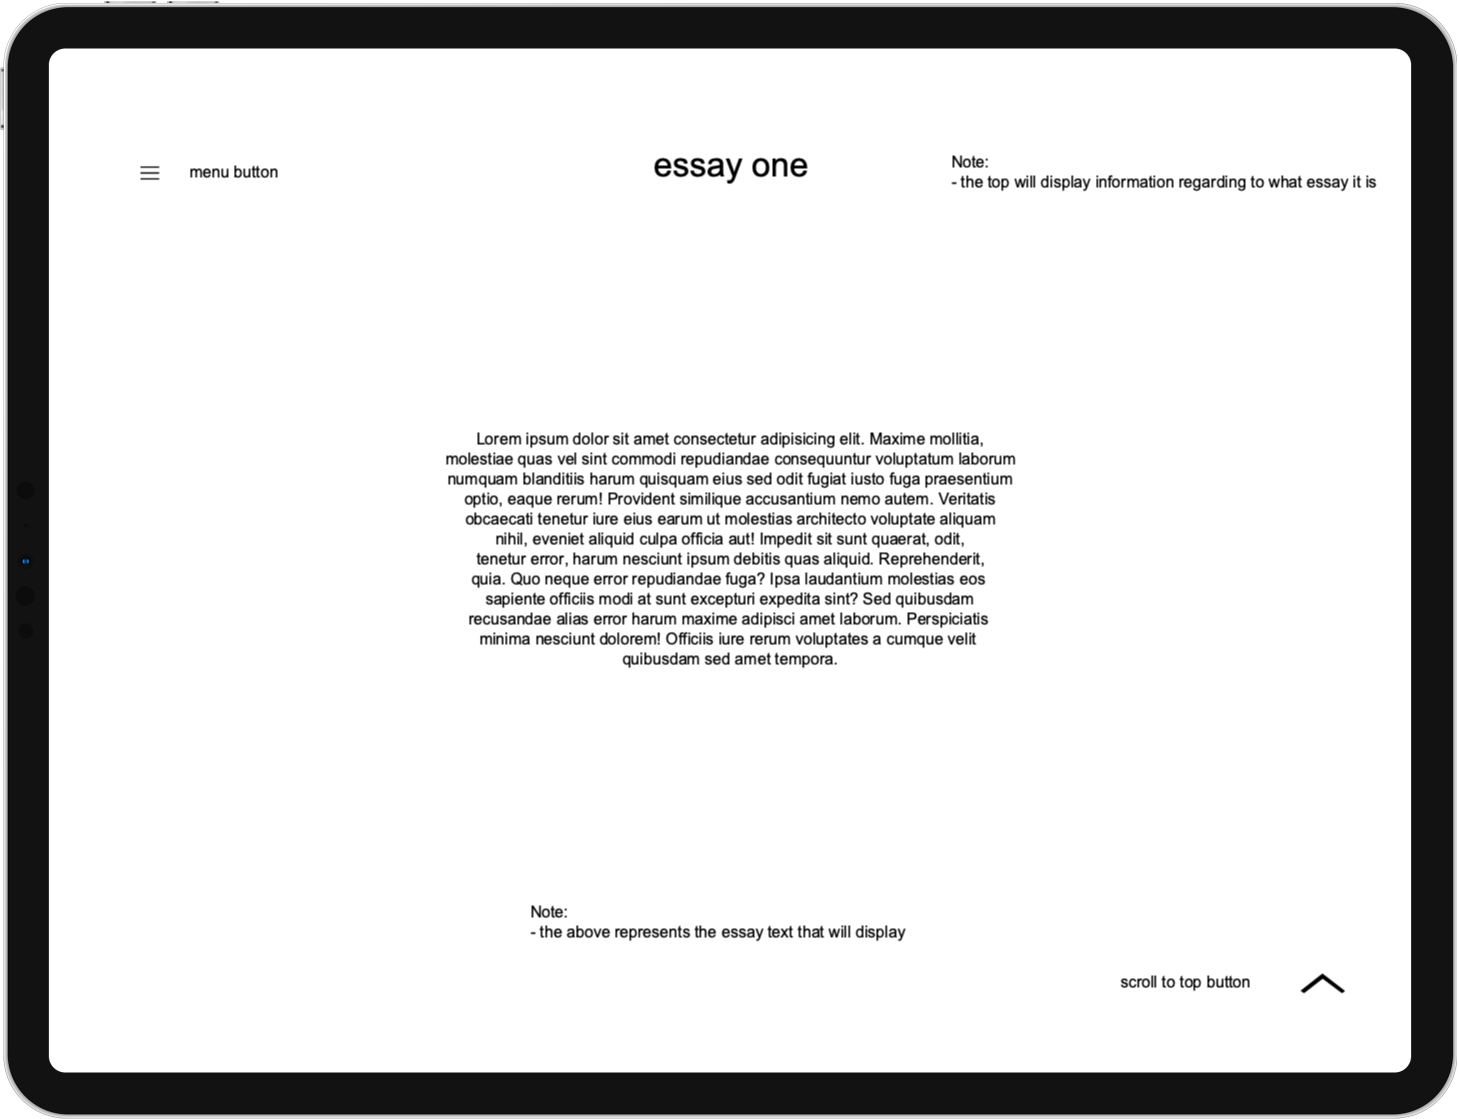 menu button
essay one
Note:
- the top will display information regarding to what essay it is
Lorem ipsum dolor sit amet consectetur adipisicing elit. Maxime mollitia,
molestiae quas vel sint commodi repudiandae consequuntur voluptatum laborum
numquam blanditiis harum quisquam eius sed odit fugiat iusto fuga praesentium
optio, eaque rerum! Provident similique accusantium nemo autem. Veritatis
obcaecati tenetur iure eius earum ut molestias architecto voluptate aliquam
nihil, eveniet aliquid culpa officia aut! Impedit sit sunt quaerat, odit,
tenetur error, harum nesciunt ipsum debitis quas aliquid. Reprehenderit,
quia. Quo neque error repudiandae fuga? Ipsa laudantium molestias eos
sapiente officiis modi at sunt excepturi expedita sint? Sed quibusdam
recusandae alias error harum maxime adipisci amet laborum. Perspiciatis
minima nesciunt dolorem! Officiis iure rerum voluptates a cumque velit
quibusdam sed amet tempora.
Note:
- the above represents the essay text that will display
scroll to top button